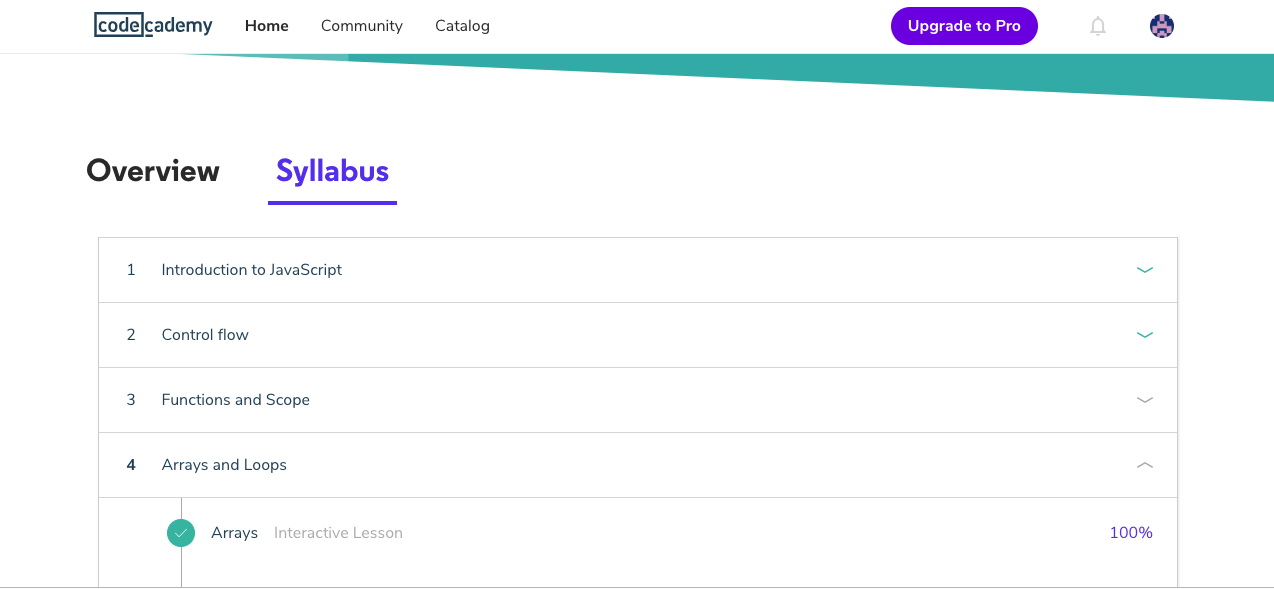 codecademy Home Community Catalog Upgrade to Pro
Overview Syllabus
1 Introduction to JavaScript
2 Control flow
3 Functions and Scope
4 Arrays and Loops
Arrays Interactive Lesson 100%